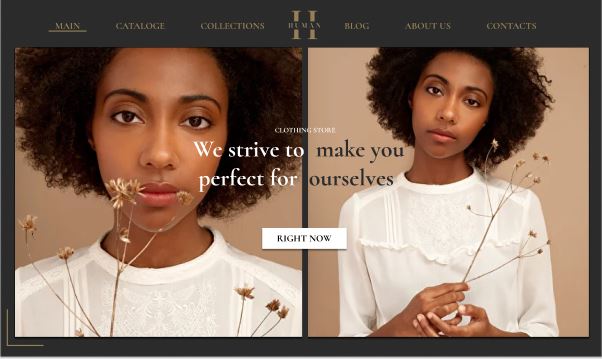 MAIN CATALOGE COLLECTIONS H HUMAN BLOG ABOUT US CONTACTS
CLOTHING STORE
We strive to make you
perfect for ourselves
RIGHT NOW